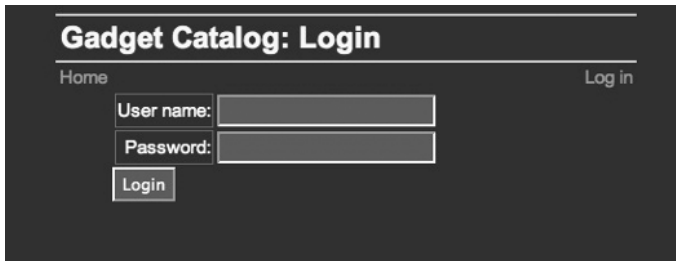 Gadget Catalog: Login
Home Log in
User name:
Password:
Login